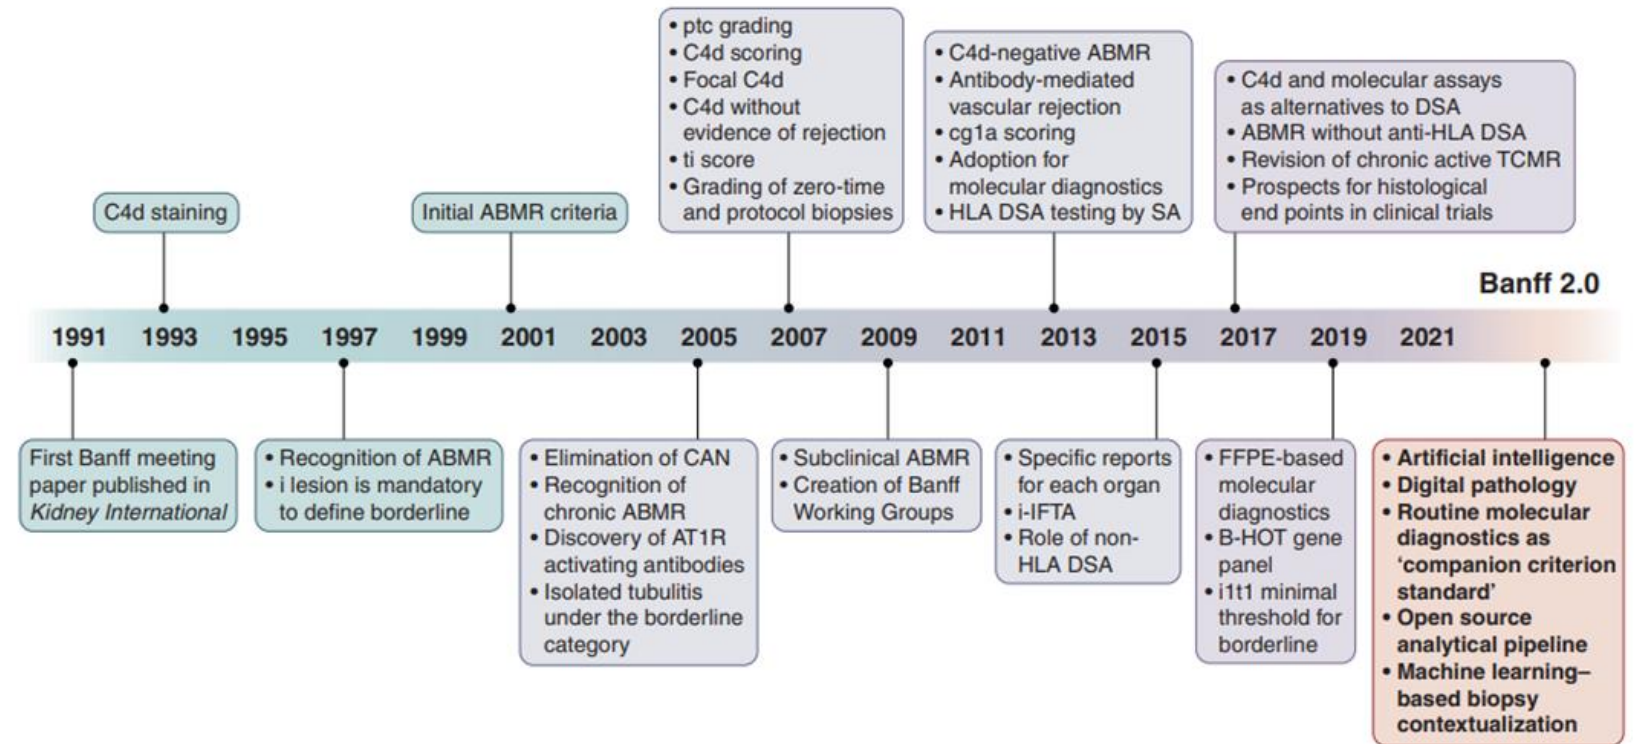 • ptc grading
• C4d scoring
• Focal C4d
• C4d without
evidence of rejection
• ti score
• Grading of zero-time
and protocol biopsies
• C4d-negative ABMR
• Antibody-mediated
vascular rejection
• cg1a scoring
• Adoption for
molecular diagnostics
• HLA DSA testing by SA
• C4d and molecular assays
as alternatives to DSA
• ABMR without anti-HLA DSA
• Revision of chronic active TCMR
• Prospects for histological
end points in clinical trials
C4d staining
Initial ABMR criteria
Banff 2.0
1991 1993 1995 1997 1999 2001 2003 2005 2007 2009 2011 2013 2015 2017 2019 2021
First Banff meeting
paper published in
Kidney International
• Recognition of ABMR
• i lesion is mandatory
to define borderline
• Elimination of CAN
• Recognition of
chronic ABMR
• Discovery of AT1R
activating antibodies
• Isolated tubulitis
under the borderline
category
• Subclinical ABMR
• Creation of Banff
Working Groups
• Specific reports
for each organ
• i-IFTA
• Role of non-
HLA DSA
• FFPE-based
molecular
diagnostics
• B-HOT gene
panel
• i1t1 minimal
threshold for
borderline
• Artificial intelligence
• Digital pathology
• Routine molecular
diagnostics as
‘companion criterion
standard’
• Open source
analytical pipeline
• Machine learning–
based biopsy
contextualization